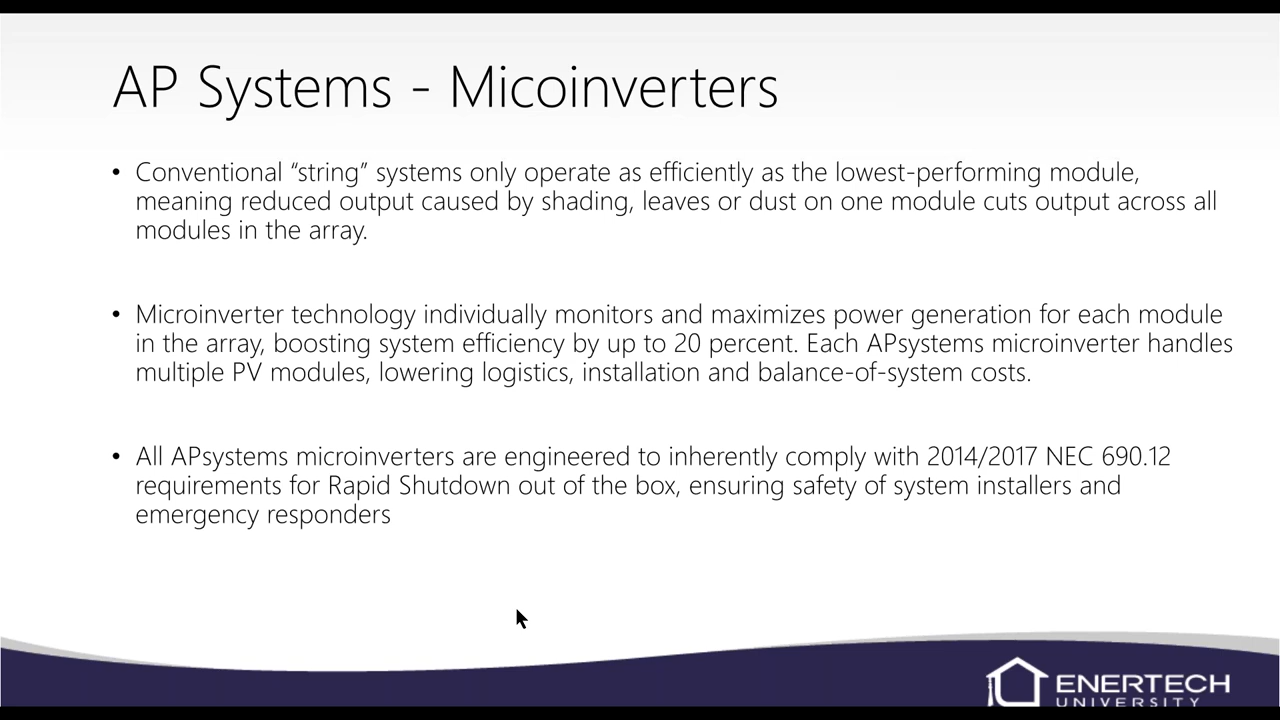 AP Systems - Micoinverters
• Conventional “string” systems only operate as efficiently as the lowest-performing module,
meaning reduced output caused by shading, leaves or dust on one module cuts output across all
modules in the array.
• Microinverter technology individually monitors and maximizes power generation for each module
in the array, boosting system efficiency by up to 20 percent. Each APsystems microinverter handles
multiple PV modules, lowering logistics, installation and balance-of-system costs.
• All APsystems microinverters are engineered to inherently comply with 2014/2017 NEC 690.12
requirements for Rapid Shutdown out of the box, ensuring safety of system installers and
emergency responders
ENERTECH
UNIVERSITY